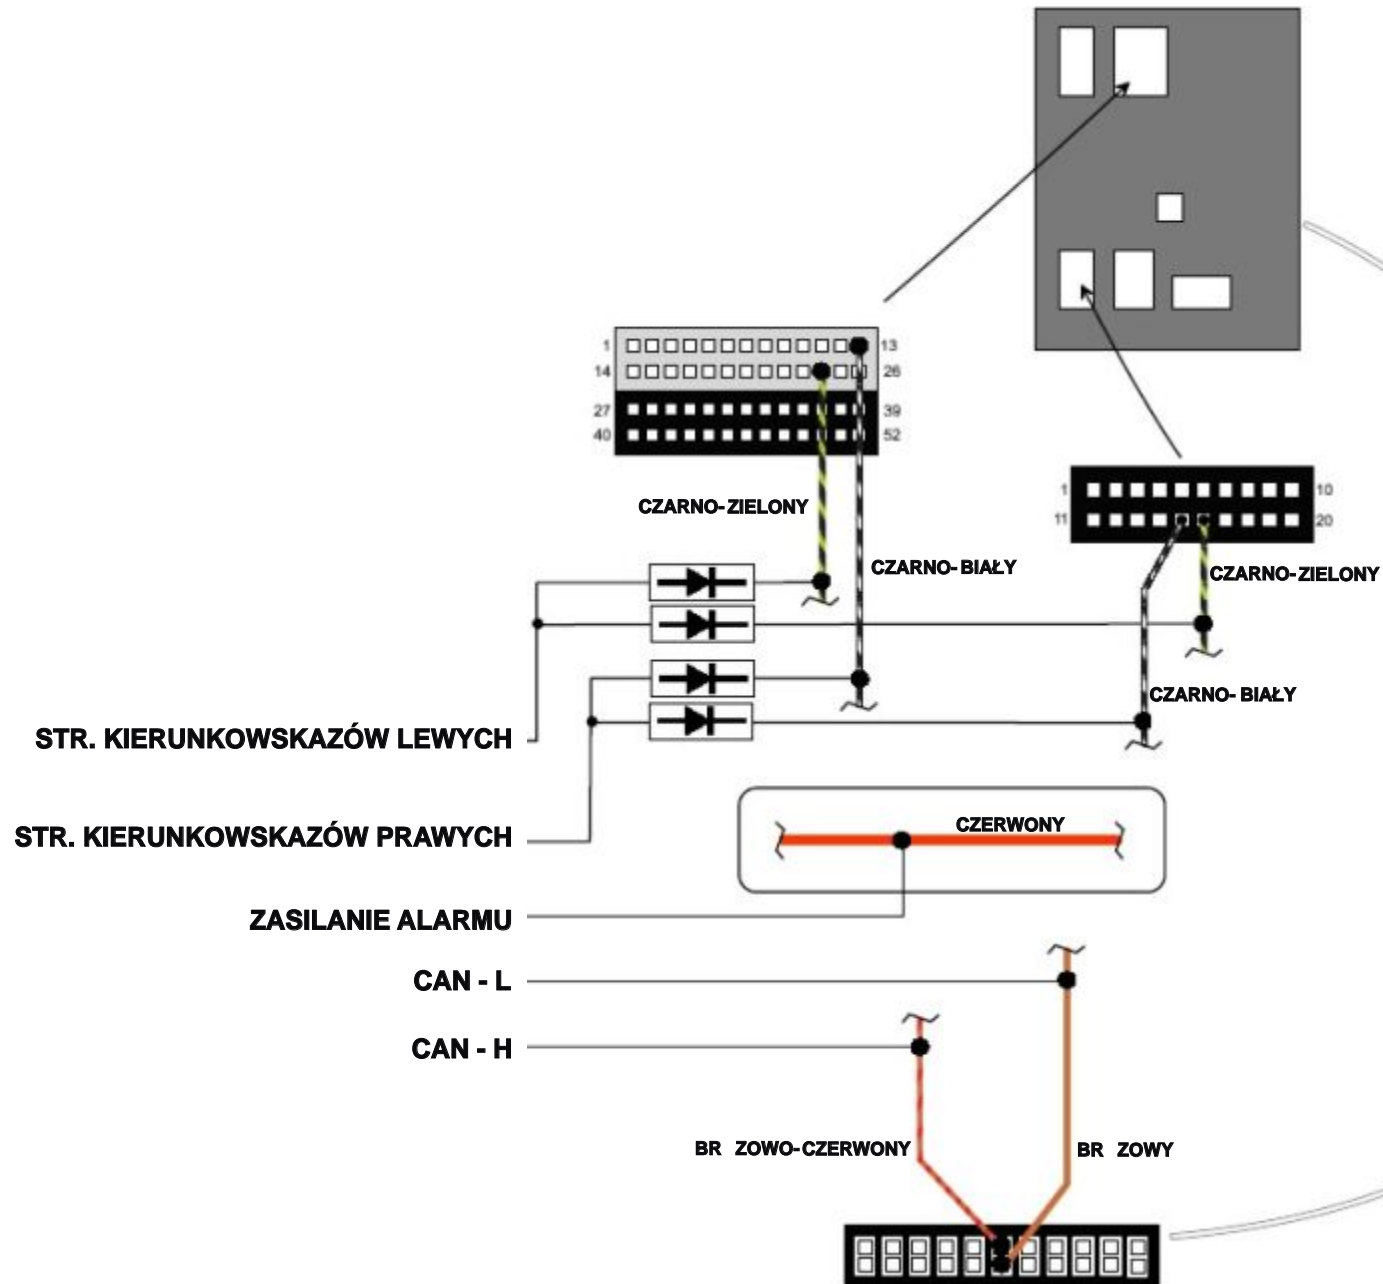 1 13
14 26
27 39
40 52
1 10
11 20
CZARNO-ZIELONY
CZARNO-BIAŁY
CZARNO-ZIELONY
CZARNO-BIAŁY
STR. KIERUNKOWSKAZÓW LEWYCH
STR. KIERUNKOWSKAZÓW PRAWYCH
CZERWONY
ZASILANIE ALARMU
CAN - L
CAN - H
BR ZOWO-CZERWONY
BR ZOWY